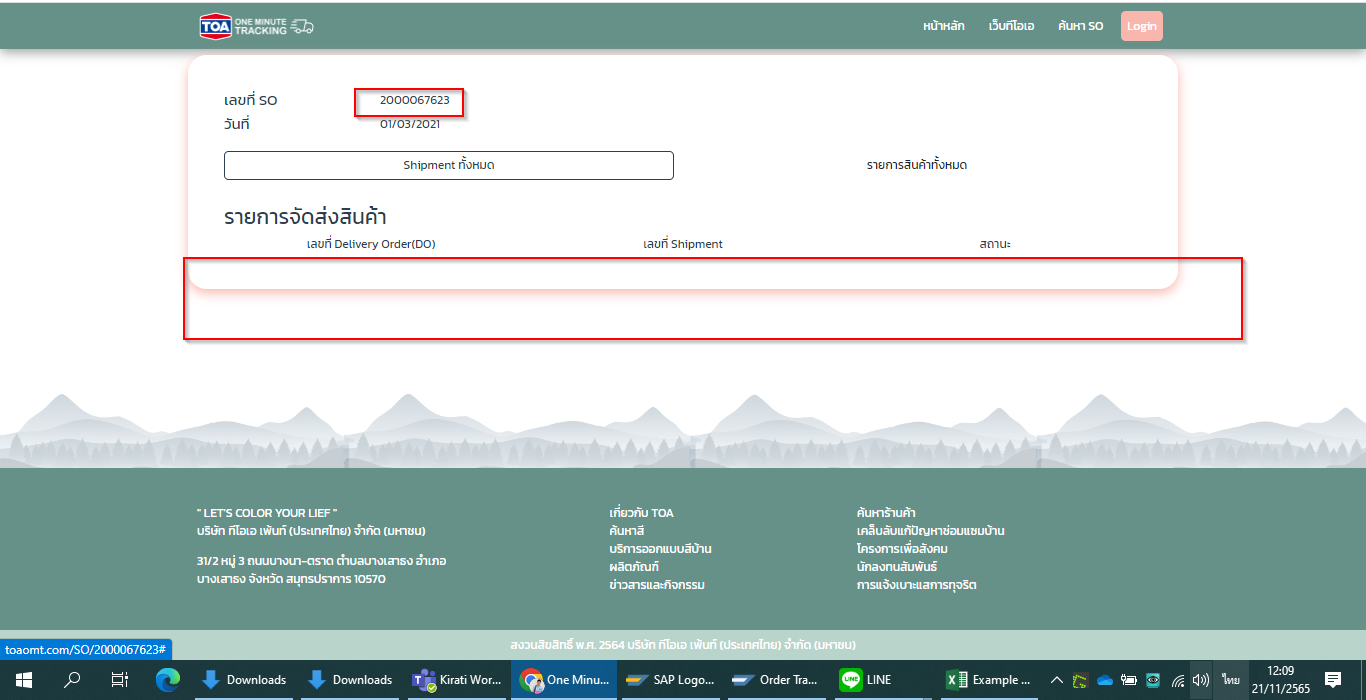 TOA ONE MINUTE TRACKING หน้าหลัก เว็บทีโอเอ ค้นหา SO Login
เลขที่ SO 2000067623
วันที่ 01/03/2021
Shipment ทั้งหมด รายการสินค้าทั้งหมด
รายการจัดส่งสินค้า
เลขที่ Delivery Order(DO) เลขที่ Shipment สถานะ
" LET'S COLOR YOUR LIEF " เกี่ยวกับ TOA ค้นหาร้านค้า
บริษัท ทีโอเอ เพ้นท์ (ประเทศไทย) จำกัด (มหาชน) ค้นหาสี เคล็บลับแก้ปัญหาซ่อมแซมบ้าน
บริการออกแบบสีบ้าน โครงการเพื่อสังคม
31/2 หมู่ 3 ถนนบางนา-ตราด ตำบลบางเสาธง อำเภอ ผลิตภัณฑ์ นักลงทนสัมพันธ์
บางเสาธง จังหวัด สมุทรปราการ 10570 ข่าวสารและกิจกรรม การแจ้งเบาะแสการทุจริต
สงวนสิขสิทธิ์ พ.ศ. 2564 บริษัท ทีโอเอ เพ้นท์ (ประเทศไทย) จำกัด (มหาชน)
toaomt.com/SO/2000067623#
Downloads Downloads Kirati Wor... One Minu... SAP Logo... Order Tra... LINE Example ... ไทย 12:09
21/11/2565